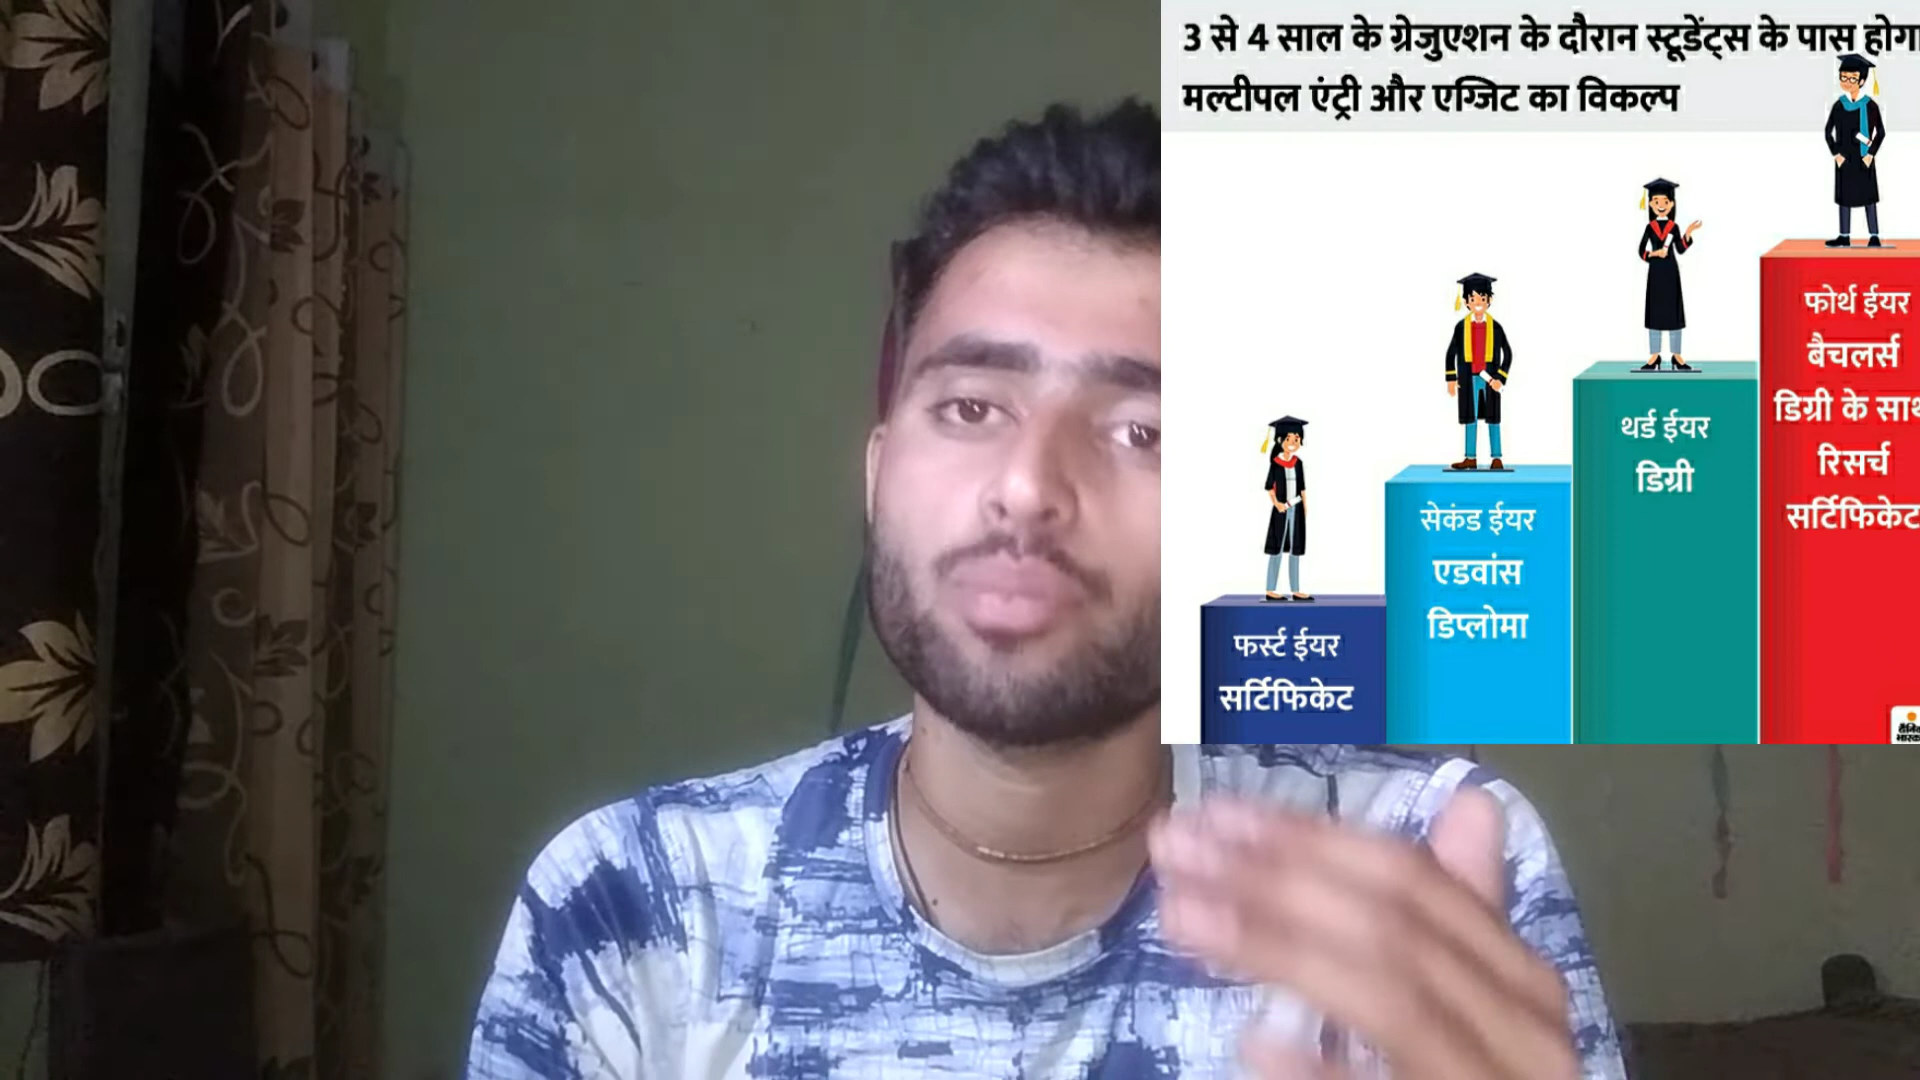 3 से 4 साल के ग्रेजुएशन के दौरान स्टूडेंट्स के पास होगा
मल्टीपल एंट्री और एग्जिट का विकल्प
फर्स्ट ईयर
सर्टिफिकेट
सेकंड ईयर
एडवांस
डिप्लोमा
थर्ड ईयर
डिग्री
फोर्थ ईयर
बैचलर्स
डिग्री के साथ
रिसर्च
सर्टिफिकेट